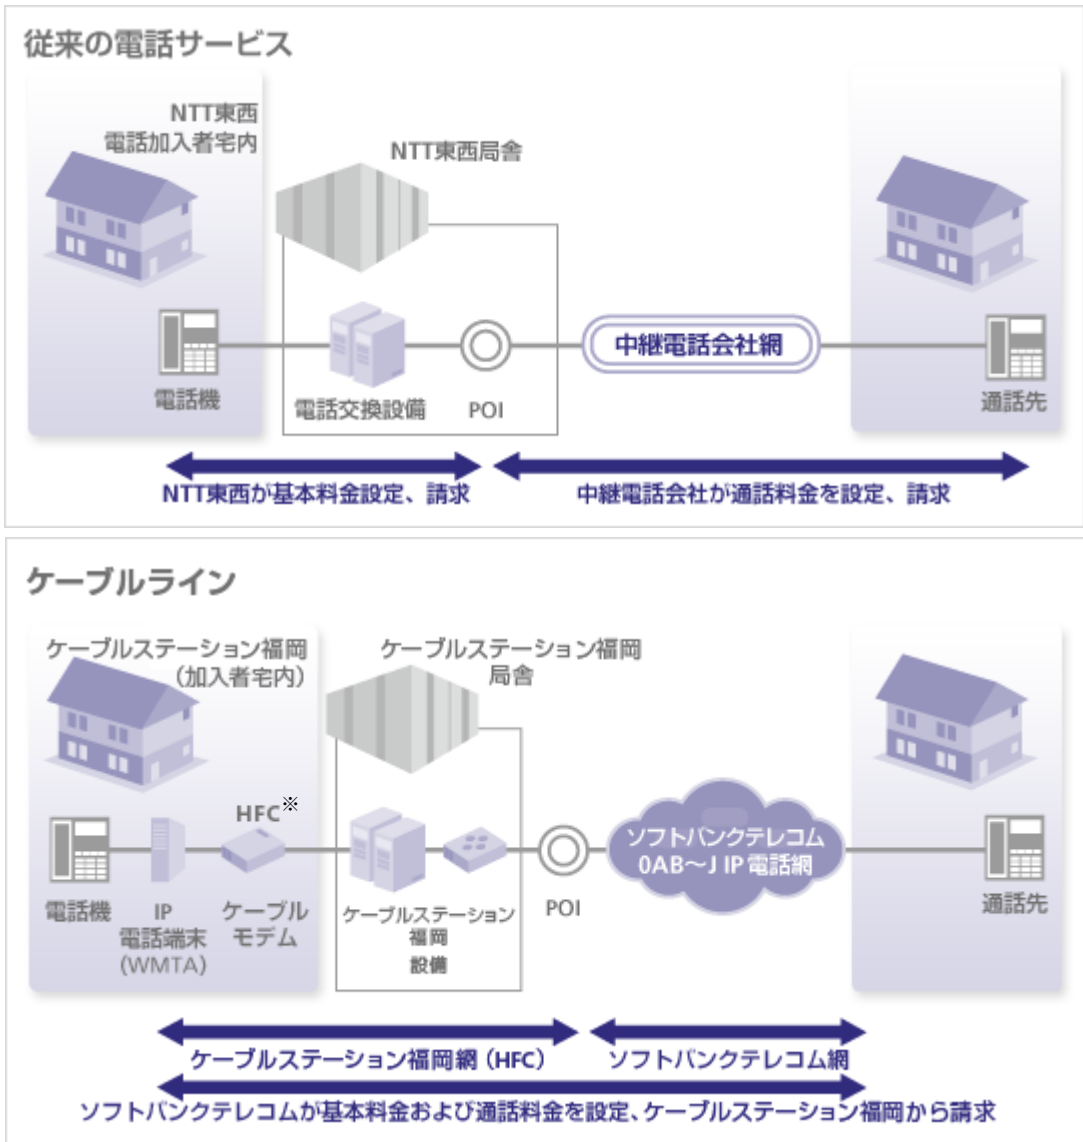 従来の電話サービス
NTT東西
電話加入者宅内
NTT東西局舎
中継電話会社網
電話機
電話交換設備
POI
通話先
NTT東西が基本料金設定、請求
中継電話会社が通話料金を設定、請求
ケーブルライン
ケーブルステーション福岡
(加入者宅内)
ケーブルステーション福岡
局舎
HFC※
ソフトバンクテレコム
0AB～J IP電話網
電話機
IP
電話端末
(WMTA)
ケーブル
モデム
ケーブルステーション
福岡
設備
POI
通話先
ケーブルステーション福岡網(HFC)
ソフトバンクテレコム網
ソフトバンクテレコムが基本料金および通話料金を設定、ケーブルステーション福岡から請求